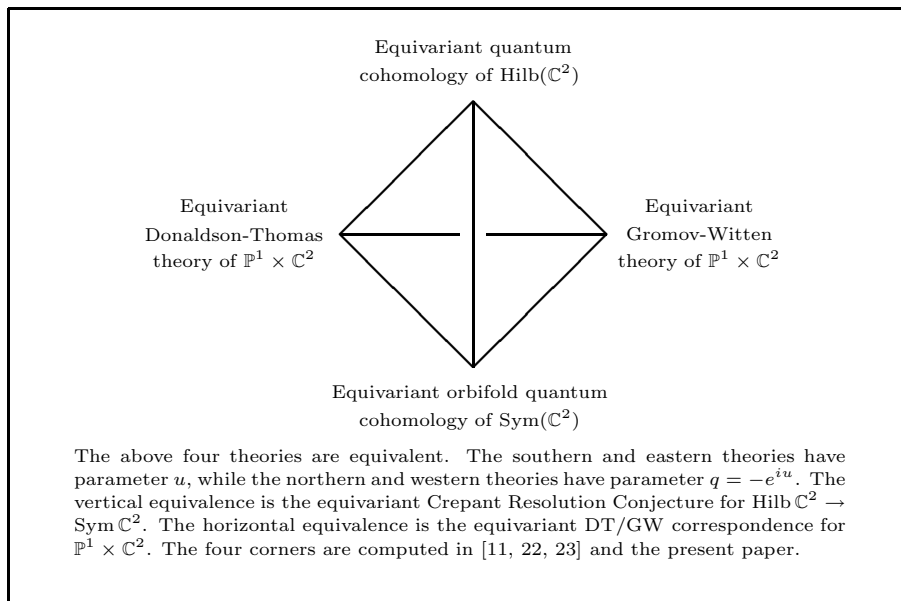 Equivariant quantum
cohomology of Hilb(ℂ²)
Equivariant
Donaldson-Thomas
theory of ℙ¹ × ℂ²
Equivariant
Gromov-Witten
theory of ℙ¹ × ℂ²
Equivariant orbifold quantum
cohomology of Sym(ℂ²)
The above four theories are equivalent. The southern and eastern theories have
parameter u, while the northern and western theories have parameter q = −e^{iu}. The
vertical equivalence is the equivariant Crepant Resolution Conjecture for Hilb ℂ² →
Sym ℂ². The horizontal equivalence is the equivariant DT/GW correspondence for
ℙ¹ × ℂ². The four corners are computed in [11, 22, 23] and the present paper.